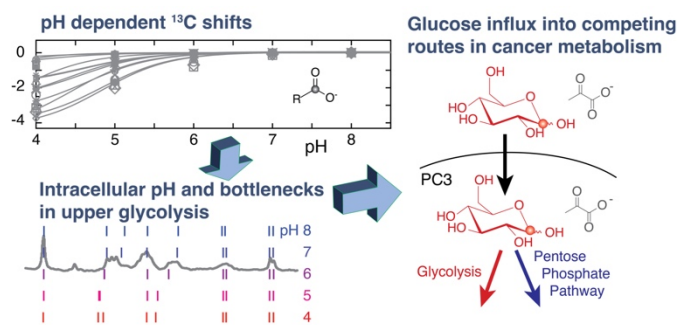 pH dependent ¹³C shifts
0
-2
-4
4 5 6 7 8
pH
R
O
O⁻
Intracellular pH and bottlenecks
in upper glycolysis
pH 8
7
6
5
4
Glucose influx into competing
routes in cancer metabolism
OH
HO
O
HO
OH
OH
O
O
O⁻
PC3
OH
HO
O
HO
OH
OH
O
O
O⁻
Glycolysis
Pentose
Phosphate
Pathway